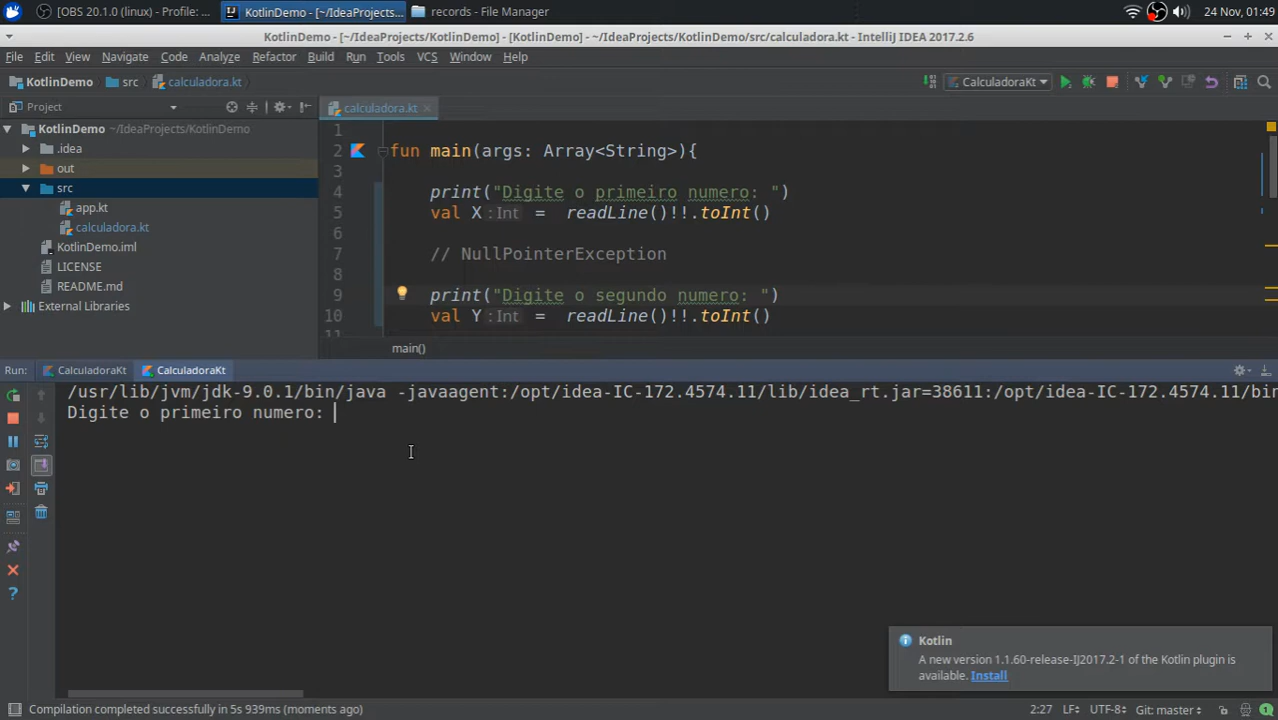 [OBS 20.1.0 (linux) - Profile: ...
KotlinDemo - [~/IdeaProjects...
records - File Manager
24 Nov, 01:49
KotlinDemo - [~/IdeaProjects/KotlinDemo] - [KotlinDemo] - ~/IdeaProjects/KotlinDemo/src/calculadora.kt - IntelliJ IDEA 2017.2.6
File Edit View Navigate Code Analyze Refactor Build Run Tools VCS Window Help
KotlinDemo src calculadora.kt
CalculadoraKt
Project
calculadora.kt
KotlinDemo ~/IdeaProjects/KotlinDemo
.idea
out
src
app.kt
calculadora.kt
KotlinDemo.iml
LICENSE
README.md
External Libraries
1
2 fun main(args: Array<String>){
3
4 print("Digite o primeiro numero: ")
5 val X : Int = readLine()!!.toInt()
6
7 // NullPointerException
8
9 print("Digite o segundo numero: ")
10 val Y : Int = readLine()!!.toInt()
11
main()
Run: CalculadoraKt CalculadoraKt
/usr/lib/jvm/jdk-9.0.1/bin/java -javaagent:/opt/idea-IC-172.4574.11/lib/idea_rt.jar=38611:/opt/idea-IC-172.4574.11/bin
Digite o primeiro numero:
Kotlin
A new version 1.1.60-release-IJ2017.2-1 of the Kotlin plugin is
available. Install
Compilation completed successfully in 5s 939ms (moments ago)
2:27 LF÷ UTF-8÷ Git: master÷ 1